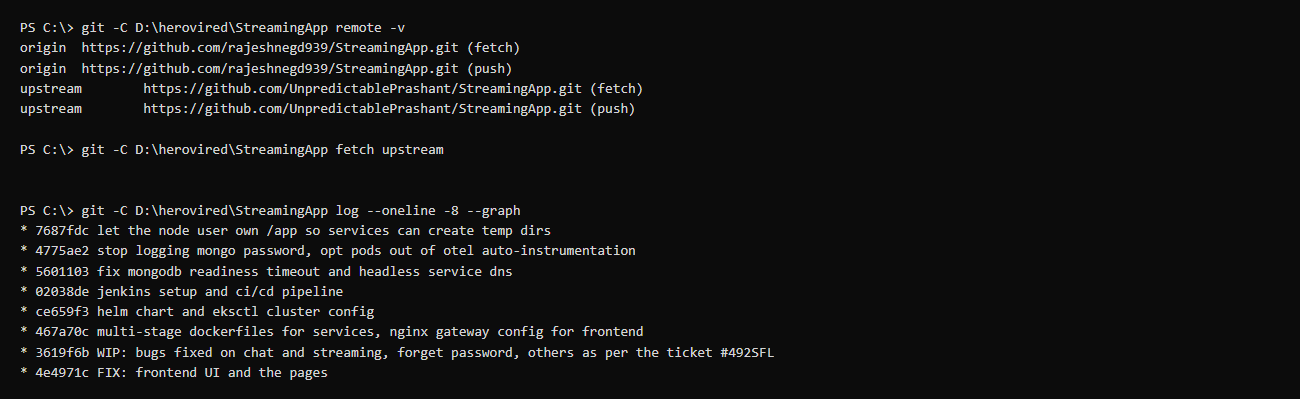 PS C:\> git -C D:\herovired\StreamingApp remote -v
origin  https://github.com/rajeshnegd939/StreamingApp.git (fetch)
origin  https://github.com/rajeshnegd939/StreamingApp.git (push)
upstream        https://github.com/UnpredictablePrashant/StreamingApp.git (fetch)
upstream        https://github.com/UnpredictablePrashant/StreamingApp.git (push)
PS C:\> git -C D:\herovired\StreamingApp fetch upstream
PS C:\> git -C D:\herovired\StreamingApp log --oneline -8 --graph
* 7687fdc let the node user own /app so services can create temp dirs
* 4775ae2 stop logging mongo password, opt pods out of otel auto-instrumentation
* 5601103 fix mongodb readiness timeout and headless service dns
* 02038de jenkins setup and ci/cd pipeline
* ce659f3 helm chart and eksctl cluster config
* 467a70c multi-stage dockerfiles for services, nginx gateway config for frontend
* 3619f6b WIP: bugs fixed on chat and streaming, forget password, others as per the ticket #492SFL
* 4e4971c FIX: frontend UI and the pages